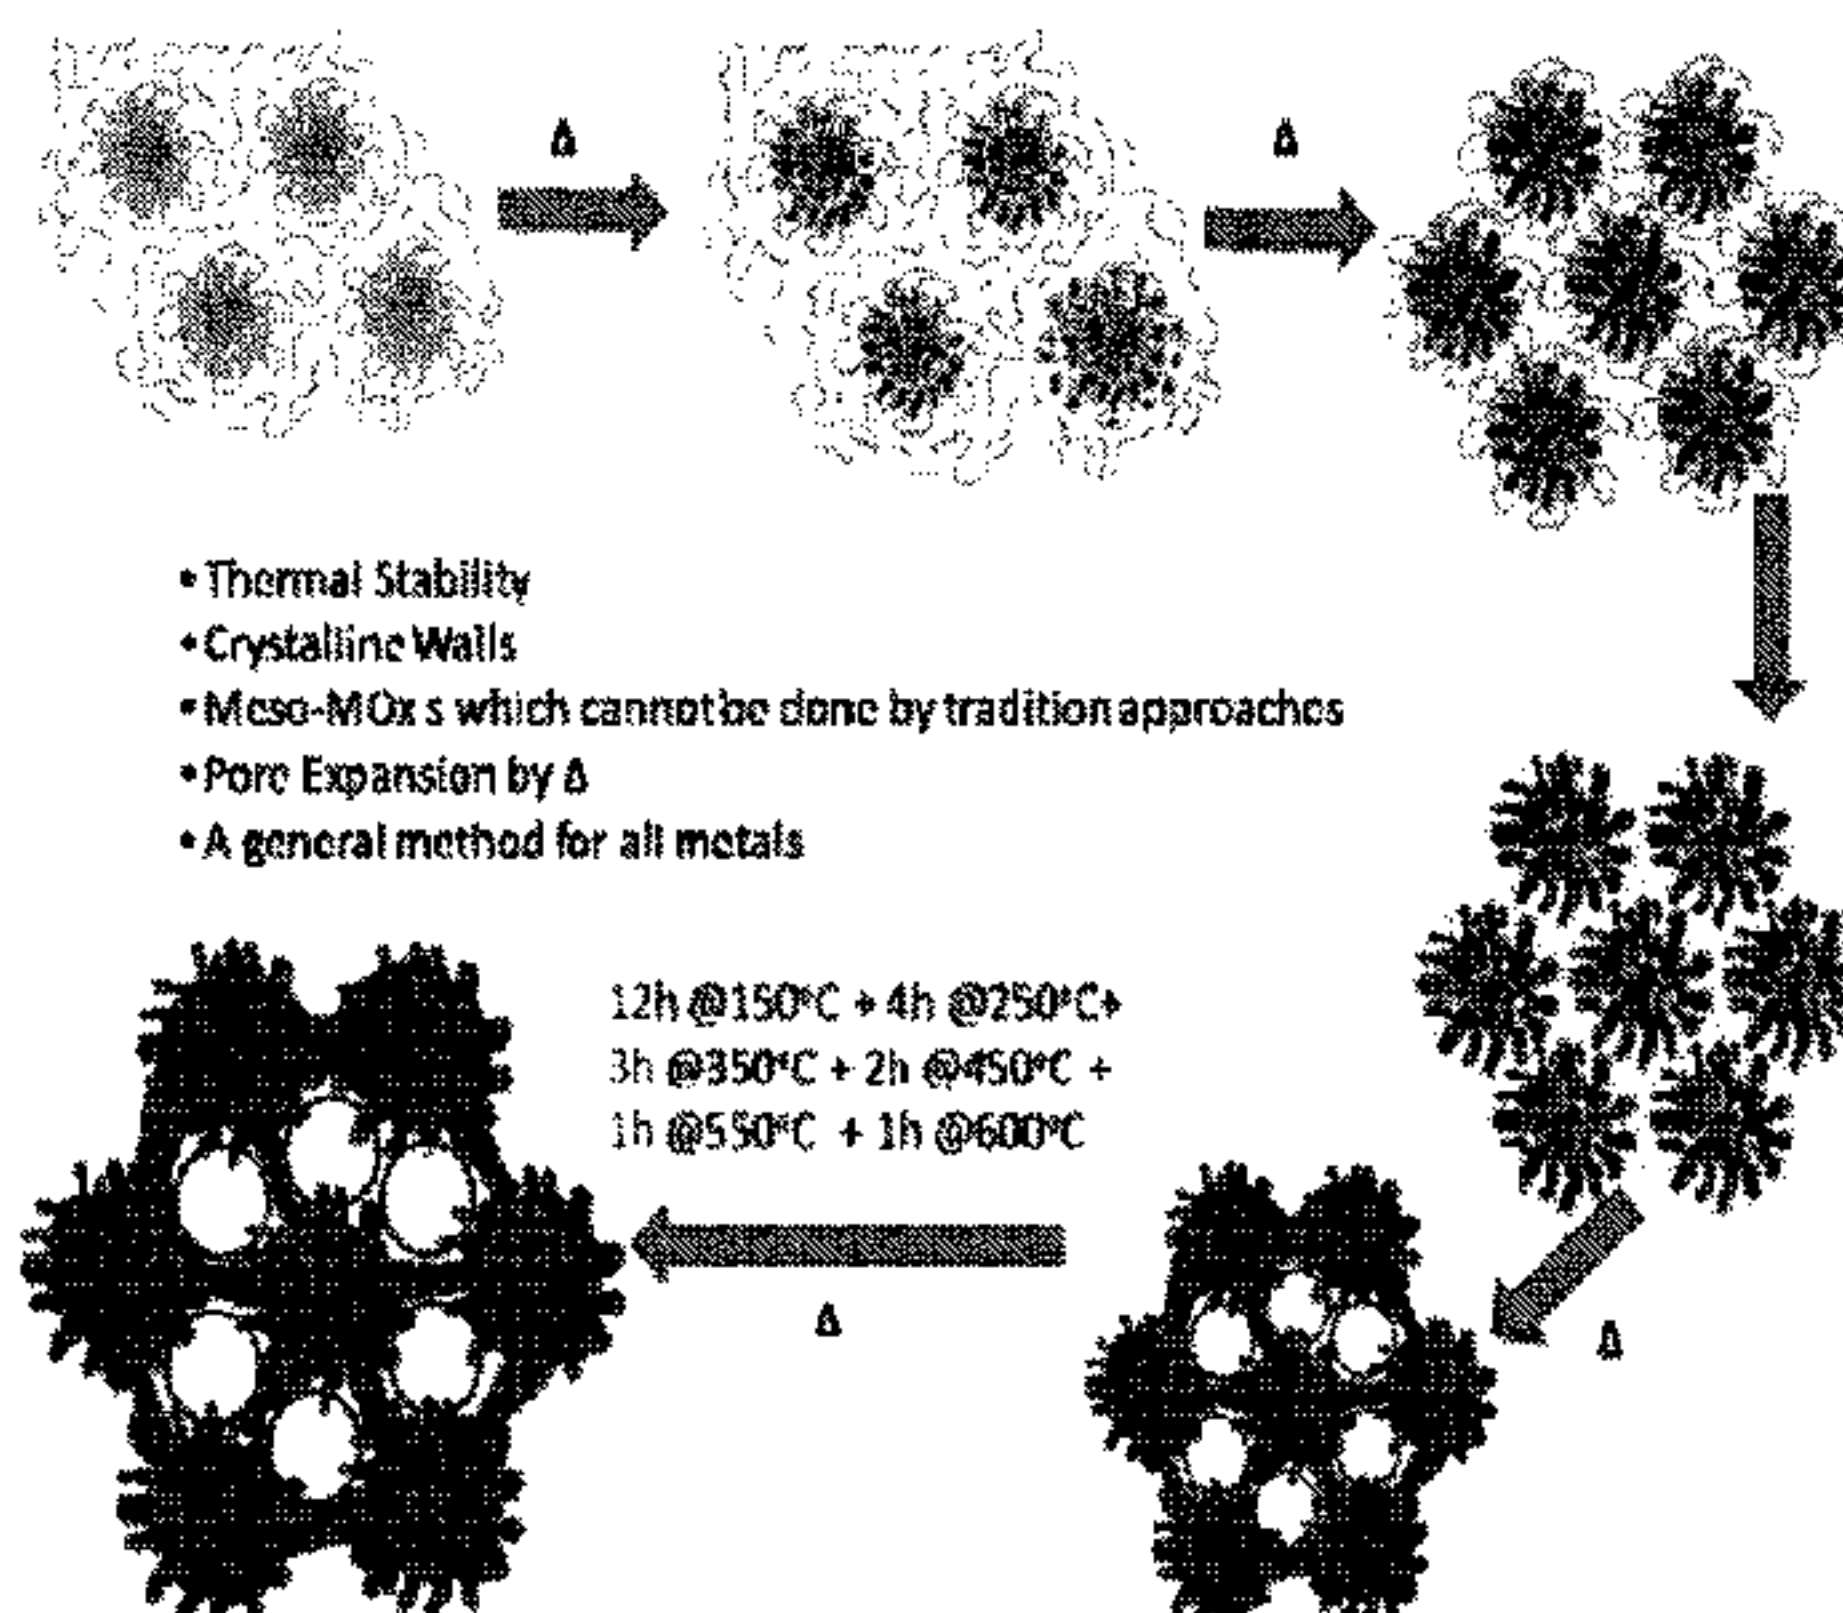 Δ
Δ
• Thermal Stability
• Crystalline Walls
• Meso-MOx s which cannot be done by tradition approaches
• Pore Expansion by Δ
• A general method for all metals
12h @150°C + 4h @250°C+
3h @350°C + 2h @450°C +
1h @550°C + 1h @600°C
Δ
Δ